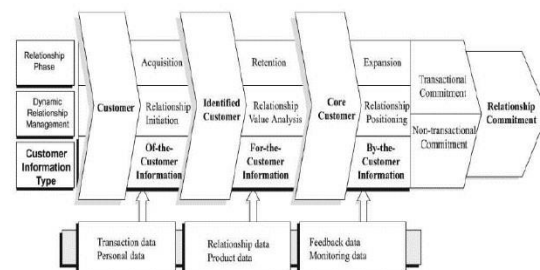 Relationship
Phase
Acquisition
Retention
Expansion
Dynamic
Relationship
Management
Customer
Relationship
Initiation
Identified
Customer
Relationship
Value Analysis
Core
Customer
Relationship
Positioning
Transactional
Commitment
Non-transactional
Commitment
Relationship
Commitment
Customer
Information
Type
Of-the-
Customer
Information
For-the-
Customer
Information
By-the-
Customer
Information
Transaction data
Personal data
Relationship data
Product data
Feedback data
Monitoring data